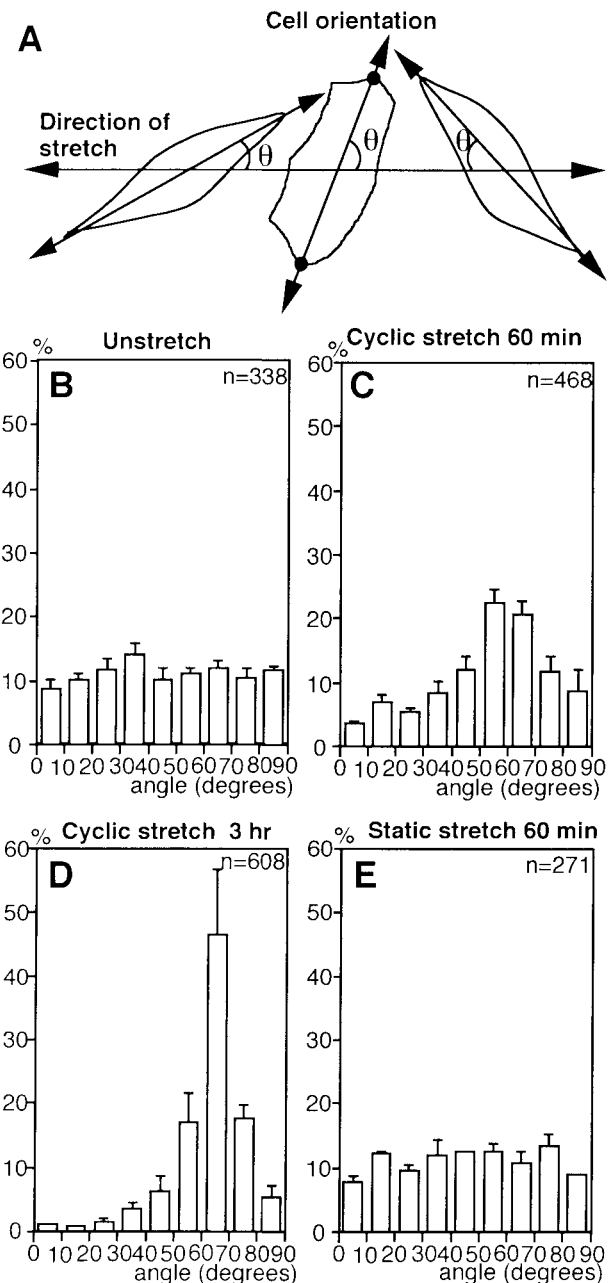 A
Cell orientation
Direction of
stretch
θ θ θ
% Unstretch
B n=338
60
50
40
30
20
10
0
0 10 20 30 40 50 60 70 80 90
angle (degrees)
% Cyclic stretch 60 min
C n=468
60
50
40
30
20
10
0
0 10 20 30 40 50 60 70 80 90
angle (degrees)
% Cyclic stretch 3 hr
D n=608
60
50
40
30
20
10
0
0 10 20 30 40 50 60 70 80 90
angle (degrees)
% Static stretch 60 min
E n=271
60
50
40
30
20
10
0
0 10 20 30 40 50 60 70 80 90
angle (degrees)